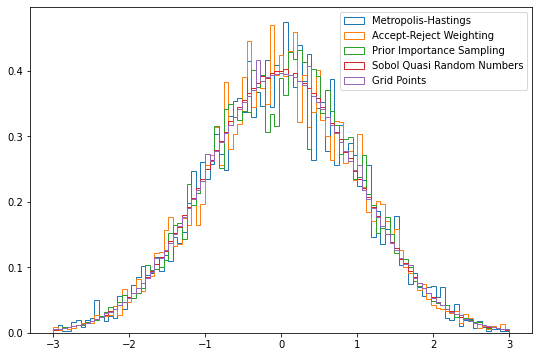 Metropolis-Hastings
Accept-Reject Weighting
Prior Importance Sampling
Sobol Quasi Random Numbers
Grid Points
0.4
0.3
0.2
0.1
0.0
−3 −2 −1 0 1 2 3